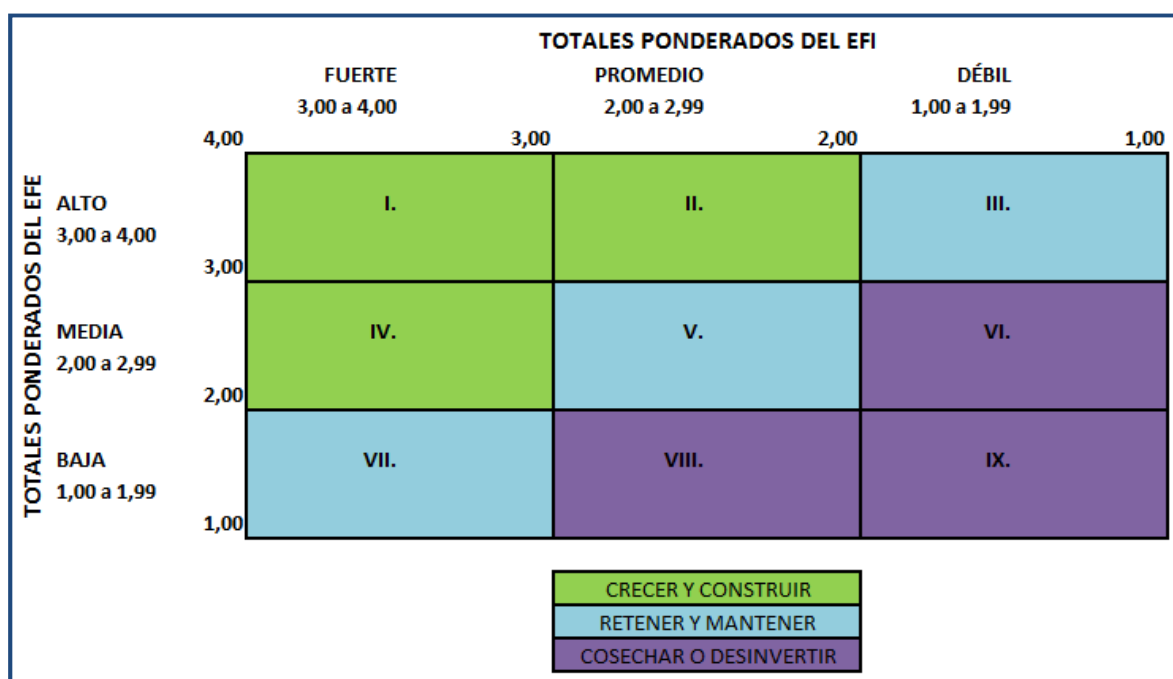 TOTALES PONDERADOS DEL EFI
FUERTE PROMEDIO DÉBIL
3,00 a 4,00 2,00 a 2,99 1,00 a 1,99
4,00 3,00 2,00 1,00
TOTALES PONDERADOS DEL EFE
ALTO I. II. III.
3,00 a 4,00
3,00
MEDIA IV. V. VI.
2,00 a 2,99
2,00
BAJA VII. VIII. IX.
1,00 a 1,99
1,00
CRECER Y CONSTRUIR
RETENER Y MANTENER
COSECHAR O DESINVERTIR